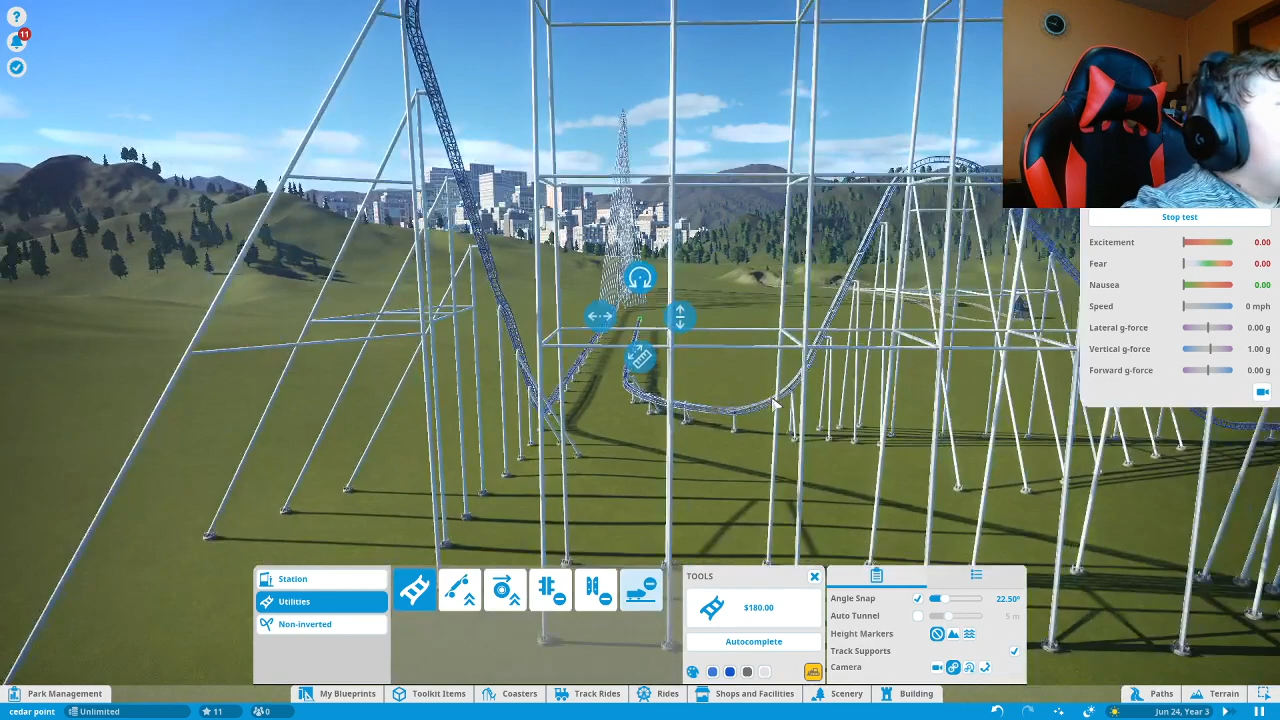 ?
11
Stop test
Excitement 0.00
Fear 0.00
Nausea 0.00
Speed 0 mph
Lateral g-force 0.00 g
Vertical g-force 1.00 g
Forward g-force 0.00 g
Station
Utilities
Non-inverted
TOOLS
$180.00
Autocomplete
Angle Snap 22.50°
Auto Tunnel 5 m
Height Markers
Track Supports
Camera
Park Management
My Blueprints
Toolkit Items
Coasters
Track Rides
Rides
Shops and Facilities
Scenery
Building
Paths
Terrain
cedar point
Unlimited
11
0
Jun 24, Year 3